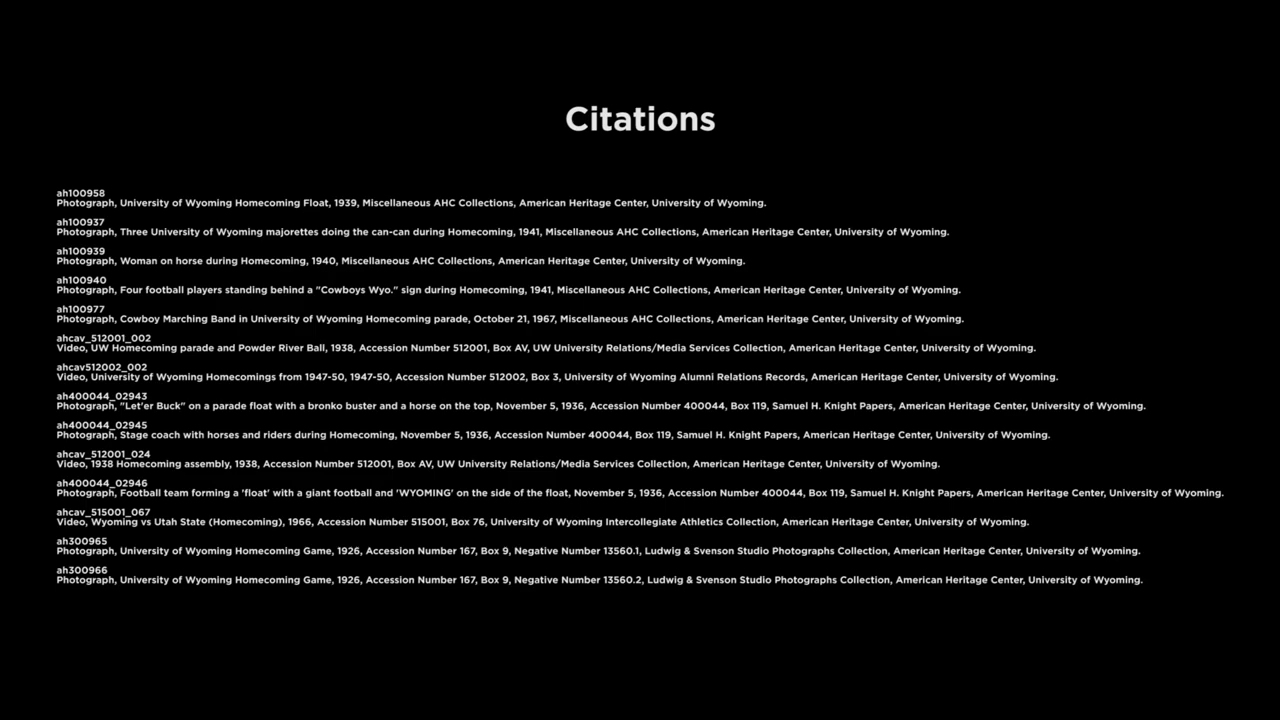 Citations
ah100958
Photograph, University of Wyoming Homecoming Float, 1939, Miscellaneous AHC Collections, American Heritage Center, University of Wyoming.
ah100937
Photograph, Three University of Wyoming majorettes doing the can-can during Homecoming, 1941, Miscellaneous AHC Collections, American Heritage Center, University of Wyoming.
ah100939
Photograph, Woman on horse during Homecoming, 1940, Miscellaneous AHC Collections, American Heritage Center, University of Wyoming.
ah100940
Photograph, Four football players standing behind a "Cowboys Wyo." sign during Homecoming, 1941, Miscellaneous AHC Collections, American Heritage Center, University of Wyoming.
ah100977
Photograph, Cowboy Marching Band in University of Wyoming Homecoming parade, October 21, 1967, Miscellaneous AHC Collections, American Heritage Center, University of Wyoming.
ahcav_512001_002
Video, UW Homecoming parade and Powder River Ball, 1938, Accession Number 512001, Box AV, UW University Relations/Media Services Collection, American Heritage Center, University of Wyoming.
ahcav512002_002
Video, University of Wyoming Homecomings from 1947-50, 1947-50, Accession Number 512002, Box 3, University of Wyoming Alumni Relations Records, American Heritage Center, University of Wyoming.
ah400044_02943
Photograph, "Let'er Buck" on a parade float with a bronko buster and a horse on the top, November 5, 1936, Accession Number 400044, Box 119, Samuel H. Knight Papers, American Heritage Center, University of Wyoming.
ah400044_02945
Photograph, Stage coach with horses and riders during Homecoming, November 5, 1936, Accession Number 400044, Box 119, Samuel H. Knight Papers, American Heritage Center, University of Wyoming.
ahcav_512001_024
Video, 1938 Homecoming assembly, 1938, Accession Number 512001, Box AV, UW University Relations/Media Services Collection, American Heritage Center, University of Wyoming.
ah400044_02946
Photograph, Football team forming a 'float' with a giant football and 'WYOMING' on the side of the float, November 5, 1936, Accession Number 400044, Box 119, Samuel H. Knight Papers, American Heritage Center, University of Wyoming.
ahcav_515001_067
Video, Wyoming vs Utah State (Homecoming), 1966, Accession Number 515001, Box 76, University of Wyoming Intercollegiate Athletics Collection, American Heritage Center, University of Wyoming.
ah300965
Photograph, University of Wyoming Homecoming Game, 1926, Accession Number 167, Box 9, Negative Number 13560.1, Ludwig & Svenson Studio Photographs Collection, American Heritage Center, University of Wyoming.
ah300966
Photograph, University of Wyoming Homecoming Game, 1926, Accession Number 167, Box 9, Negative Number 13560.2, Ludwig & Svenson Studio Photographs Collection, American Heritage Center, University of Wyoming.